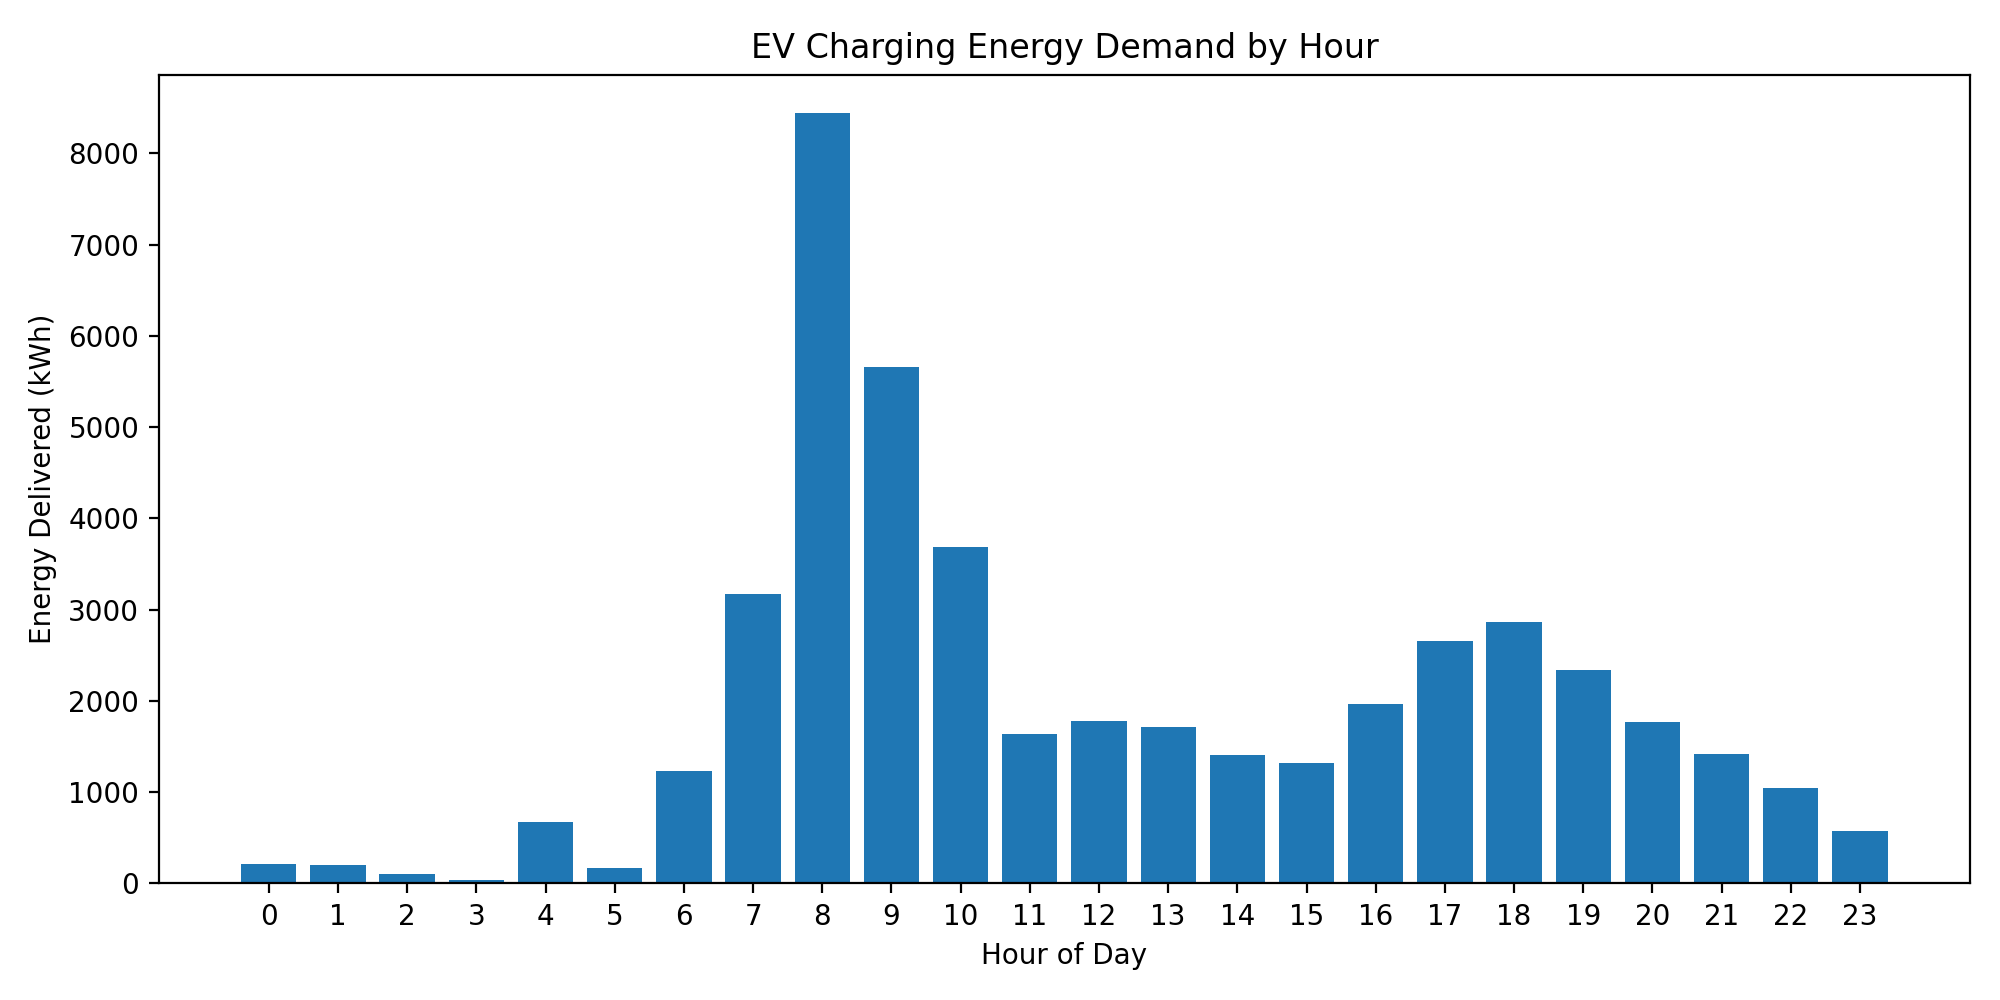 EV Charging Energy Demand by Hour
Energy Delivered (kWh)
8000
7000
6000
5000
4000
3000
2000
1000
0
0 1 2 3 4 5 6 7 8 9 10 11 12 13 14 15 16 17 18 19 20 21 22 23
Hour of Day